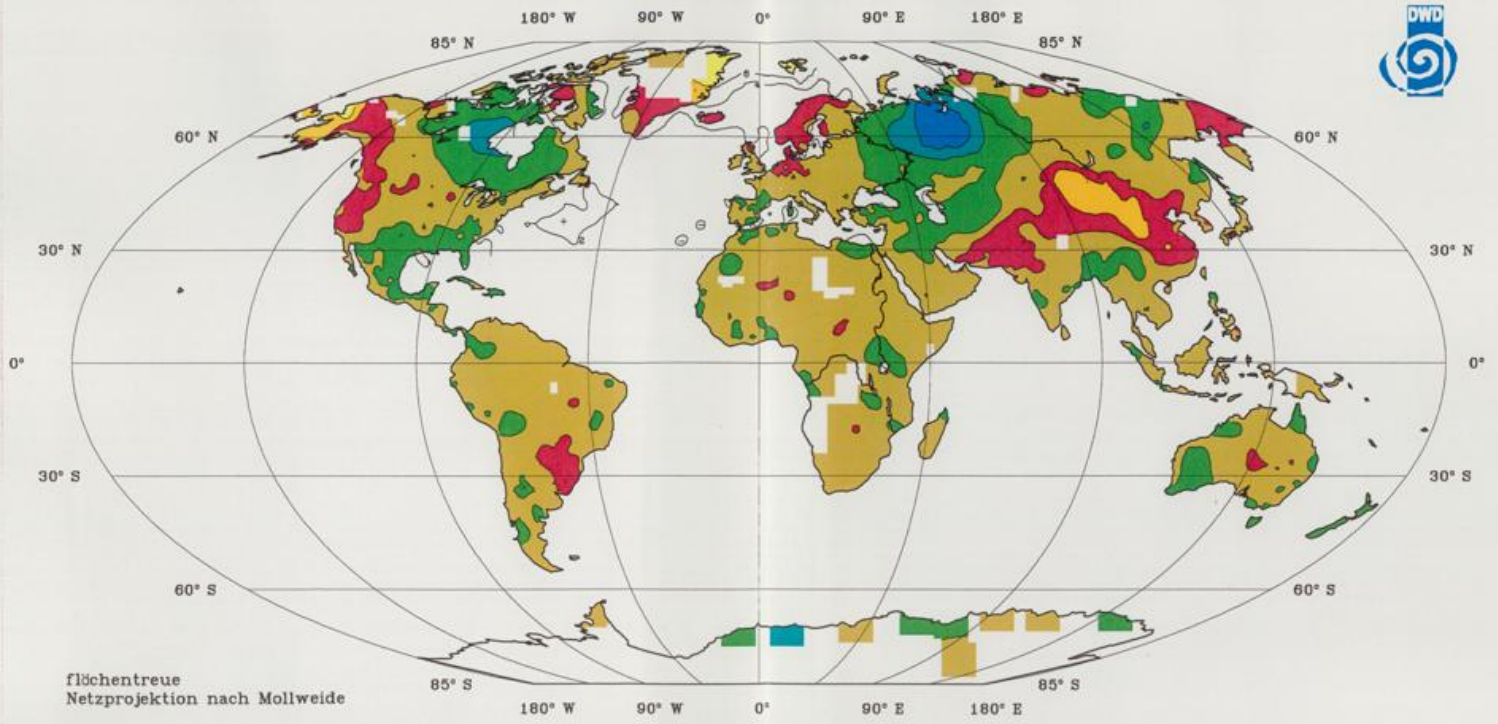 180° W 90° W 0° 90° E 180° E
DWD
85° N 85° N
60° N 60° N
30° N 30° N
0° 0°
30° S 30° S
60° S 60° S
flöchentreue
Netzprojektion nach Mollweide
85° S 85° S
180° W 90° W 0° 90° E 180° E